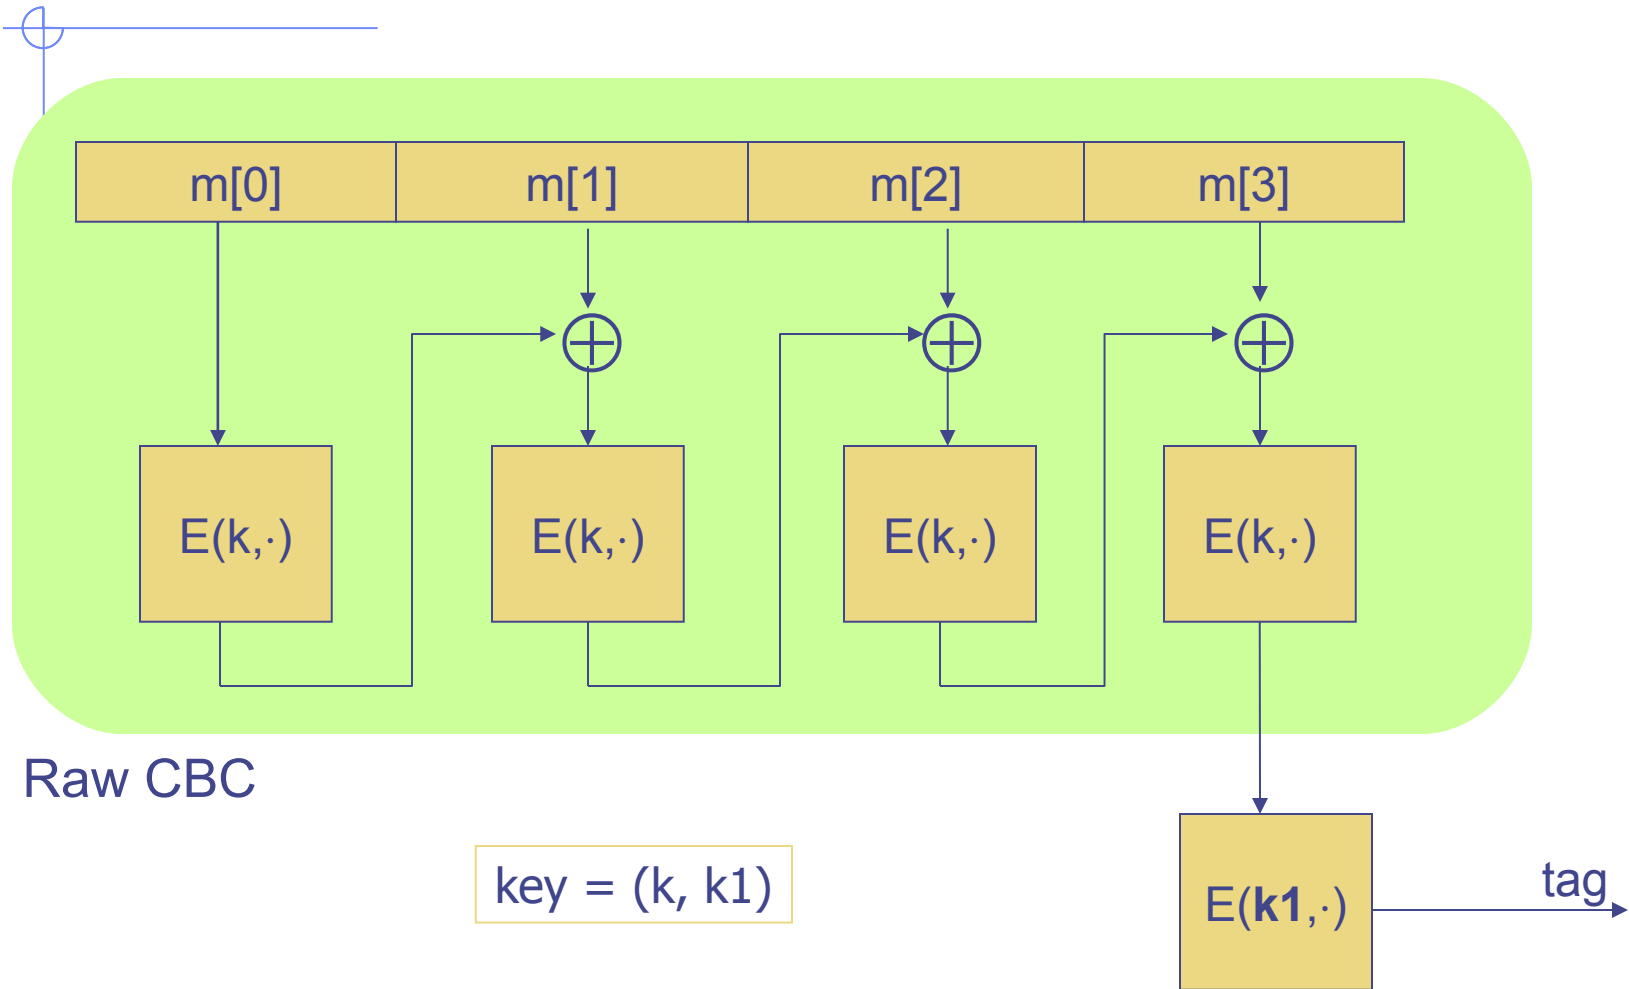 m[0] m[1] m[2] m[3]
E(k,·) E(k,·) E(k,·) E(k,·)
Raw CBC
key = (k, k1)
E(k1,·)
tag